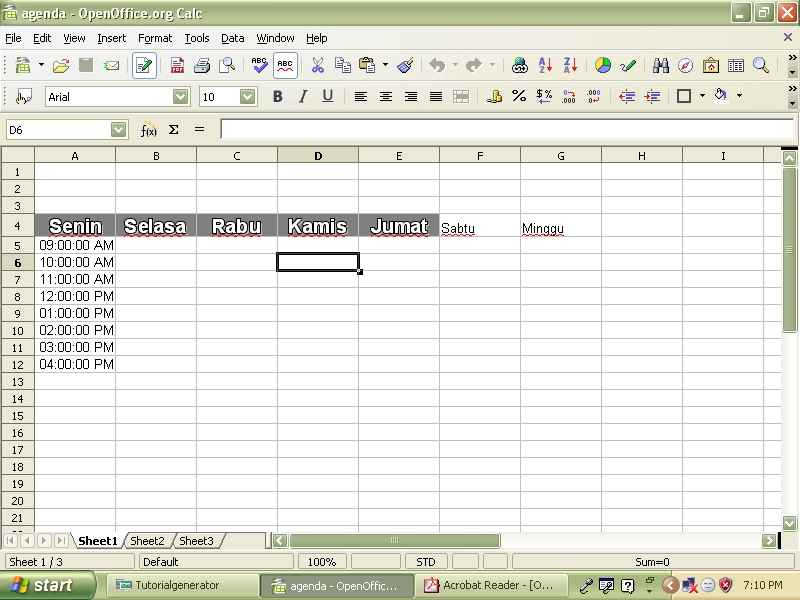 agenda - OpenOffice.org Calc
File Edit View Insert Format Tools Data Window Help
Arial 10 B I U
D6 f(x) Σ =
A B C D E F G H I
1
2
3
4 Senin Selasa Rabu Kamis Jumat Sabtu Minggu
5 09:00:00 AM
6 10:00:00 AM
7 11:00:00 AM
8 12:00:00 PM
9 01:00:00 PM
10 02:00:00 PM
11 03:00:00 PM
12 04:00:00 PM
13
14
15
16
17
18
19
20
21
Sheet1 Sheet2 Sheet3
Sheet 1 / 3 Default 100% STD Sum=0
start Tutorialgenerator agenda - OpenOffic... Acrobat Reader - [O... 7:10 PM